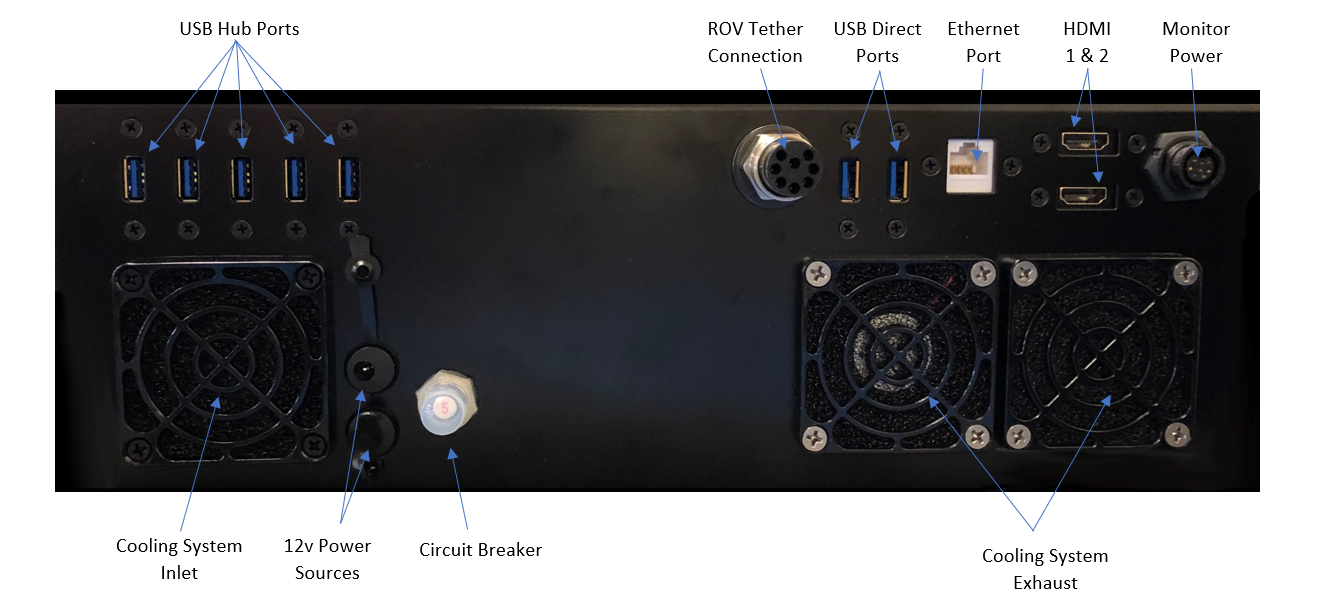 USB Hub Ports
ROV Tether
Connection
USB Direct
Ports
Ethernet
Port
HDMI
1 & 2
Monitor
Power
5
Cooling System
Inlet
12v Power
Sources
Circuit Breaker
Cooling System
Exhaust